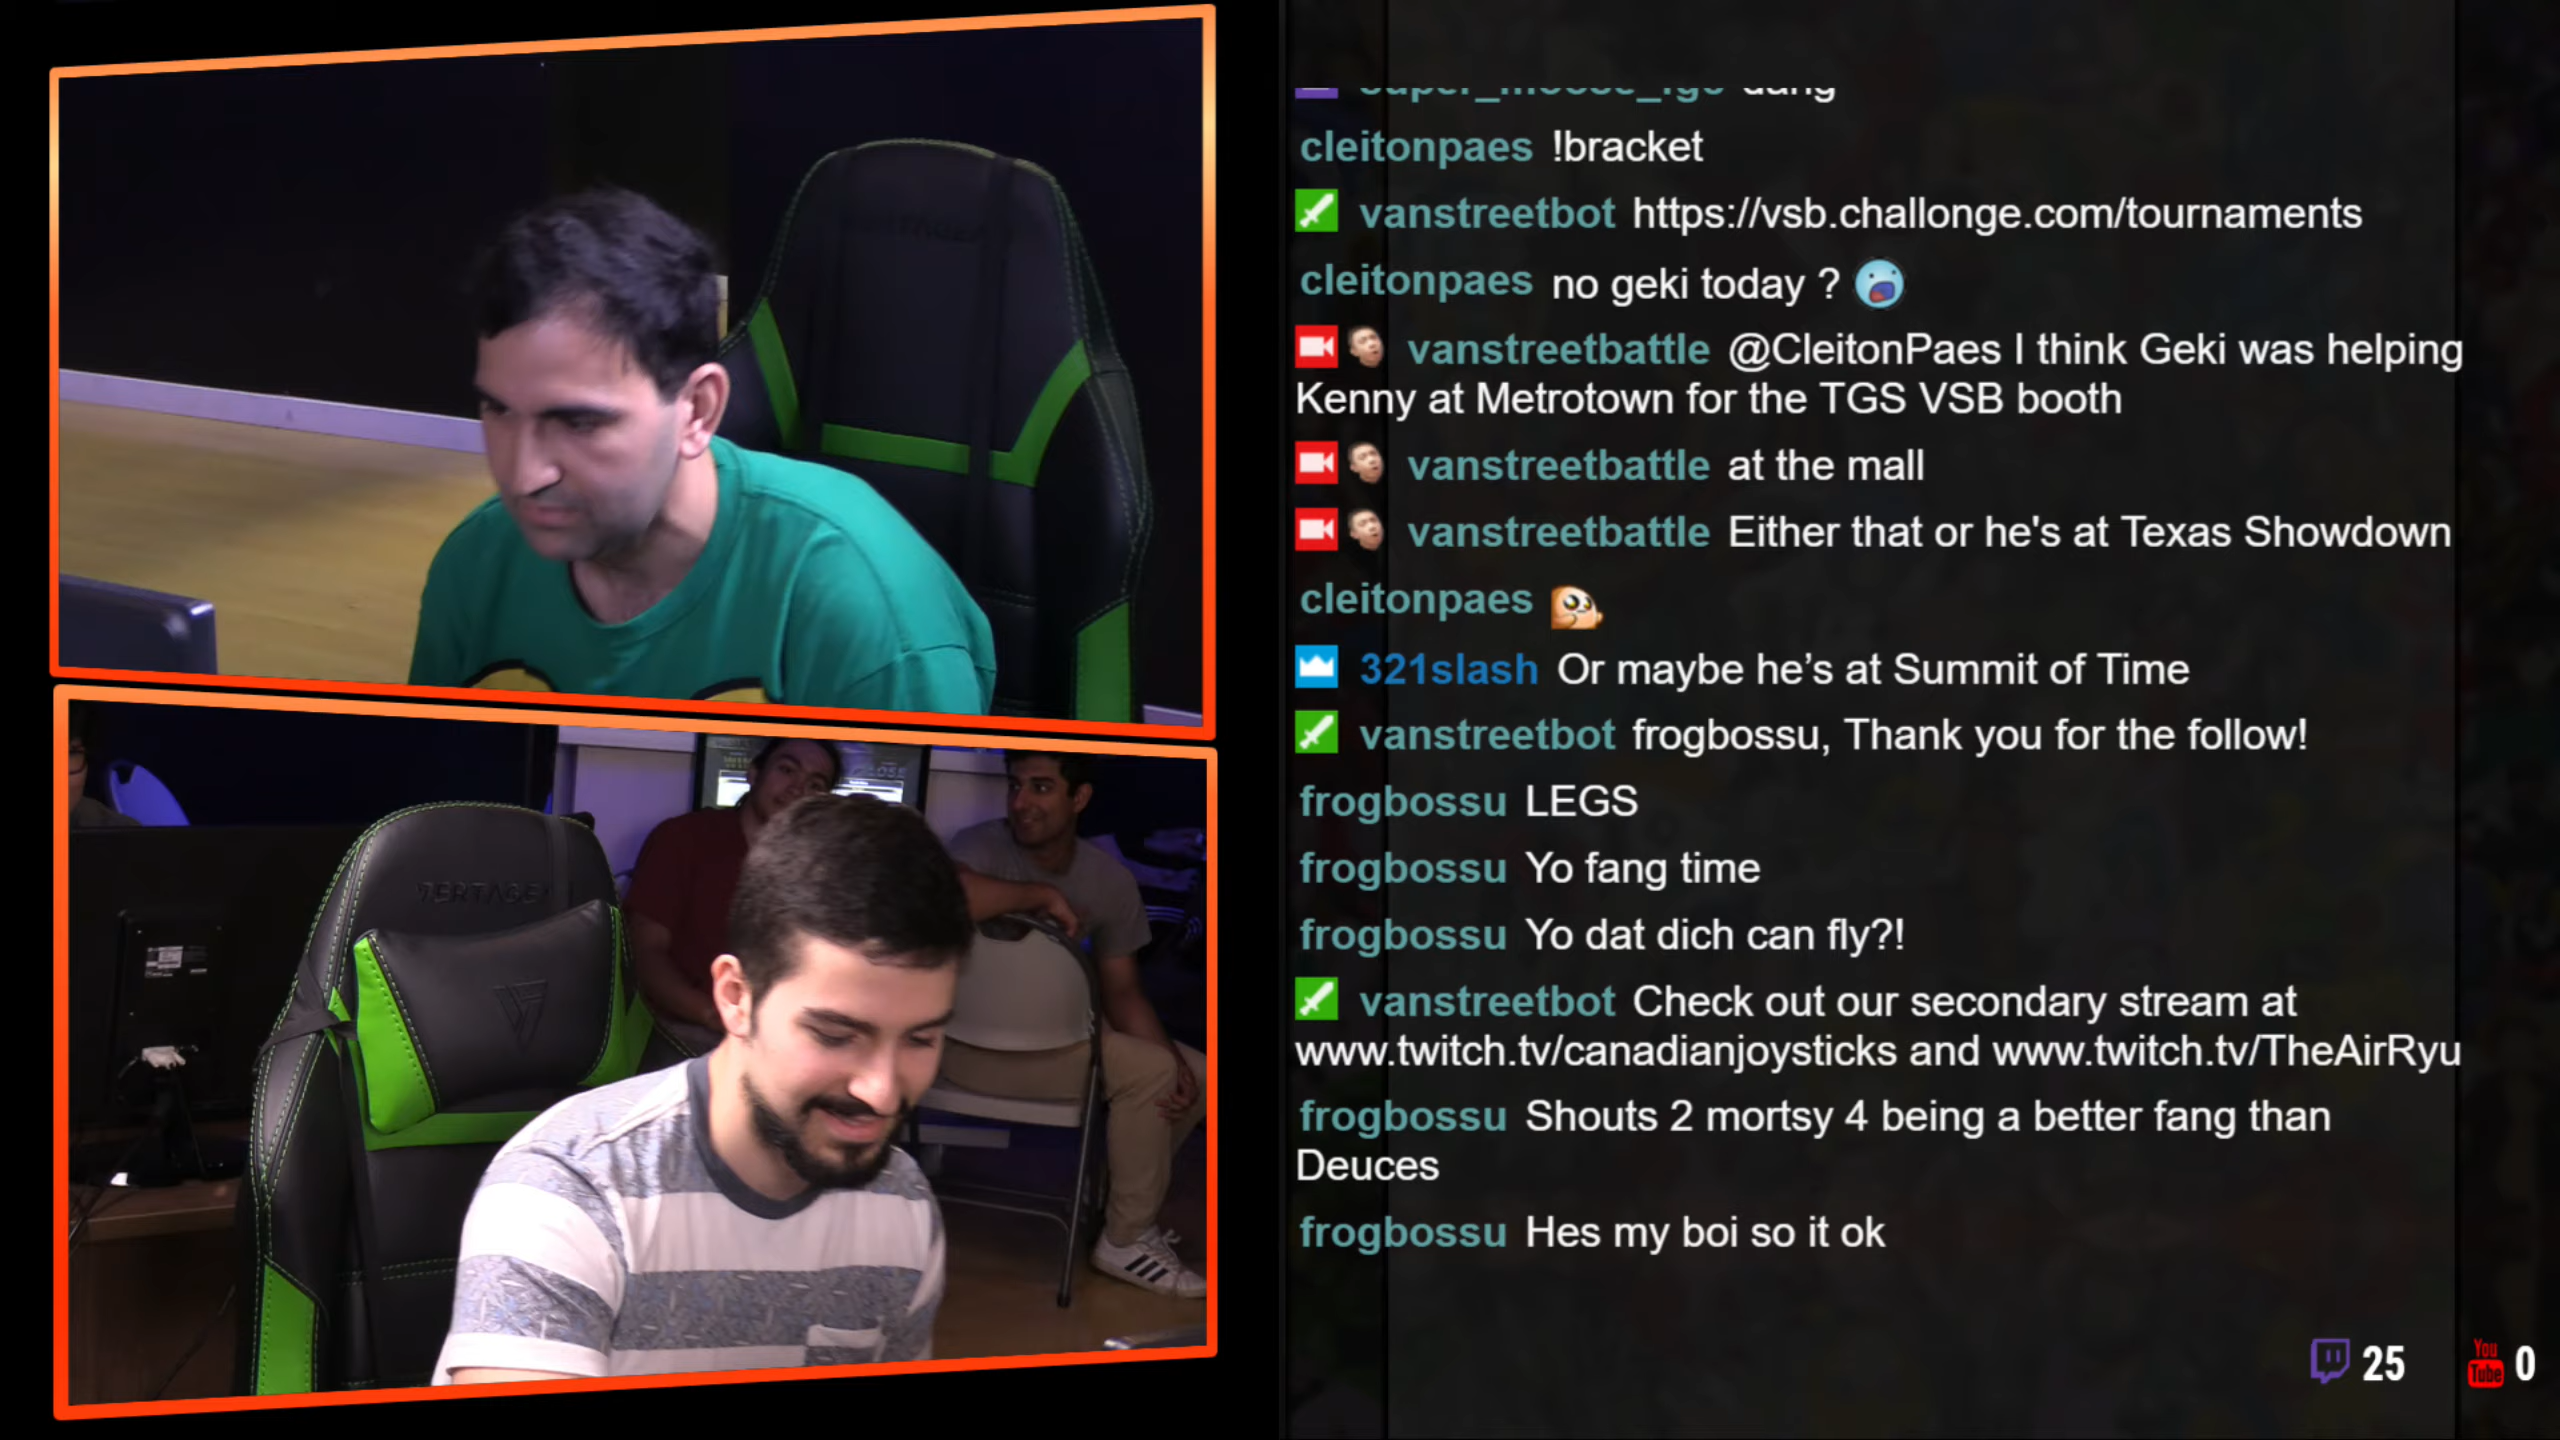 dang
cleitonpaes !bracket
vanstreetbot https://vsb.challonge.com/tournaments
cleitonpaes no geki today ?
vanstreetbattle @CleitonPaes I think Geki was helping
Kenny at Metrotown for the TGS VSB booth
vanstreetbattle at the mall
vanstreetbattle Either that or he's at Texas Showdown
cleitonpaes
321slash Or maybe he’s at Summit of Time
vanstreetbot frogbossu, Thank you for the follow!
frogbossu LEGS
frogbossu Yo fang time
frogbossu Yo dat dich can fly?!
vanstreetbot Check out our secondary stream at
www.twitch.tv/canadianjoysticks and www.twitch.tv/TheAirRyu
frogbossu Shouts 2 mortsy 4 being a better fang than
Deuces
frogbossu Hes my boi so it ok
25
You
Tube 0